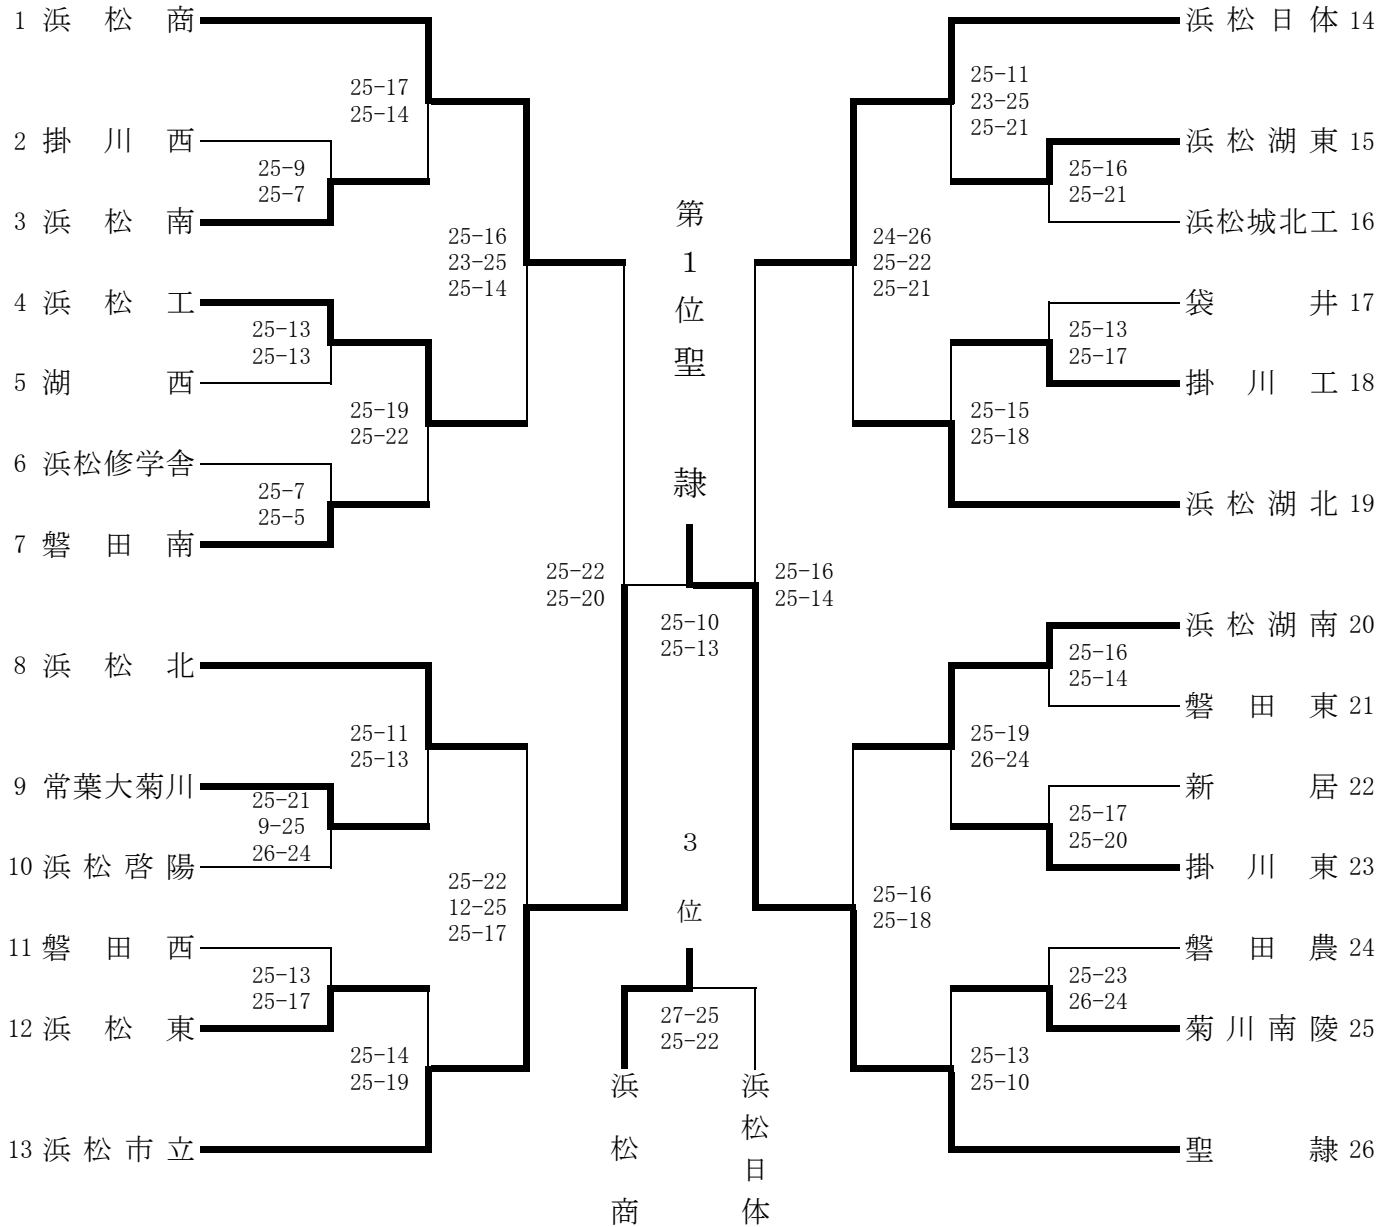 1 浜松商
25-17
25-14
2 掛川西
25-9
25-7
3 浜松南
25-16
23-25
25-14
4 浜松工
25-13
25-13
5 湖西
25-19
25-22
6 浜松修学舎
25-7
25-5
7 磐田南
25-22
25-20
8 浜松北
25-11
25-13
9 常葉大菊川
25-21
9-25
26-24
10 浜松啓陽
25-22
12-25
25-17
11 磐田西
25-13
25-17
12 浜松東
25-14
25-19
13 浜松市立
第1位聖隷
25-10
25-13
3位
27-25
25-22
浜松商
浜松日体
浜松日体 14
25-11
23-25
25-21
浜松湖東 15
25-16
25-21
浜松城北工 16
24-26
25-22
25-21
袋井 17
25-13
25-17
掛川工 18
25-15
25-18
浜松湖北 19
25-16
25-14
浜松湖南 20
25-16
25-14
磐田東 21
25-19
26-24
新居 22
25-17
25-20
掛川東 23
25-16
25-18
磐田農 24
25-23
26-24
菊川南陵 25
25-13
25-10
聖隷 26